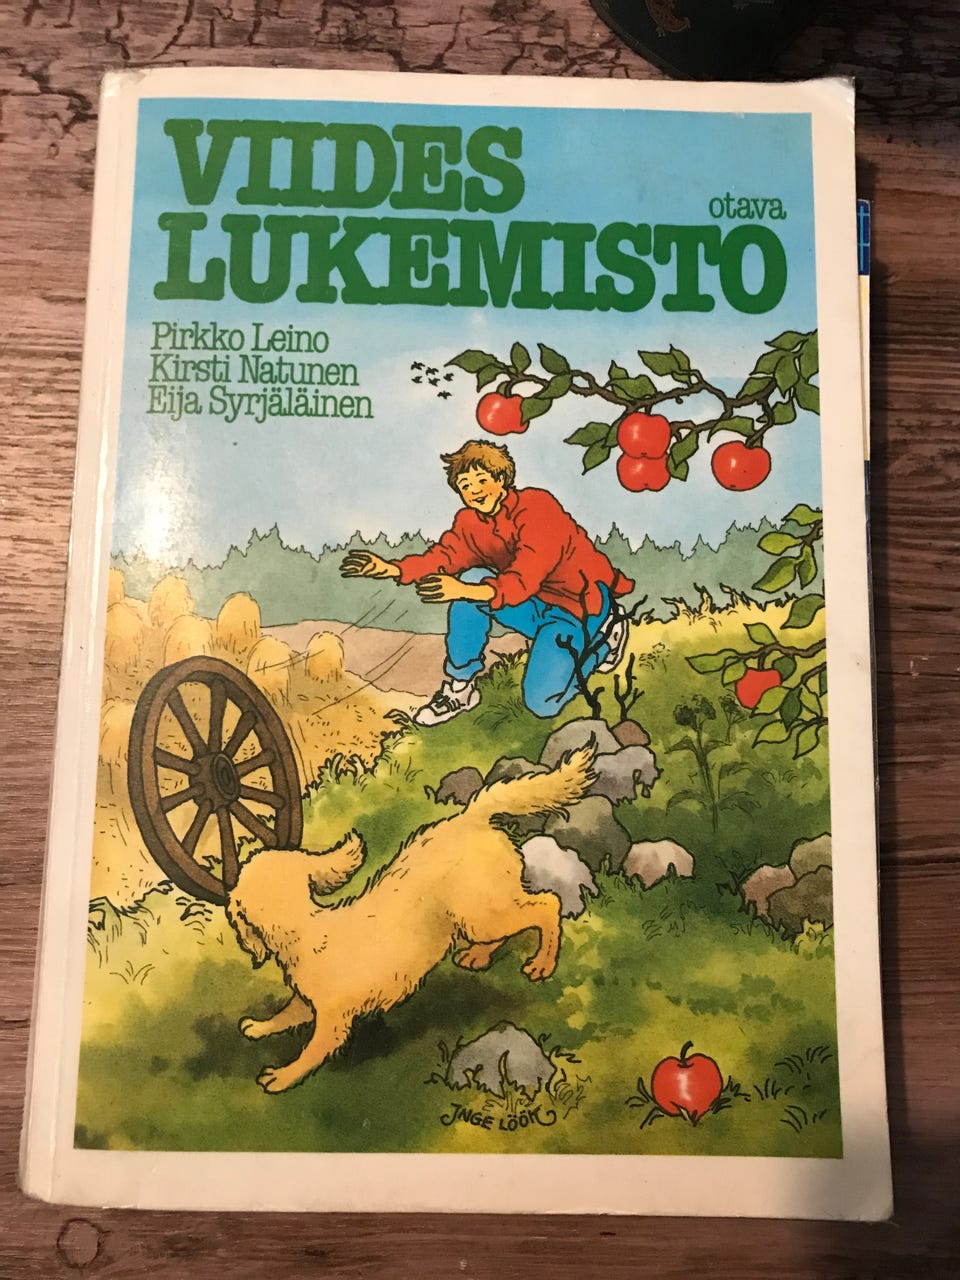 VIIDES
otava
LUKEMISTO
Pirkko Leino
Kirsti Natunen
Eija Syrjäläinen
INGE LÖÖK